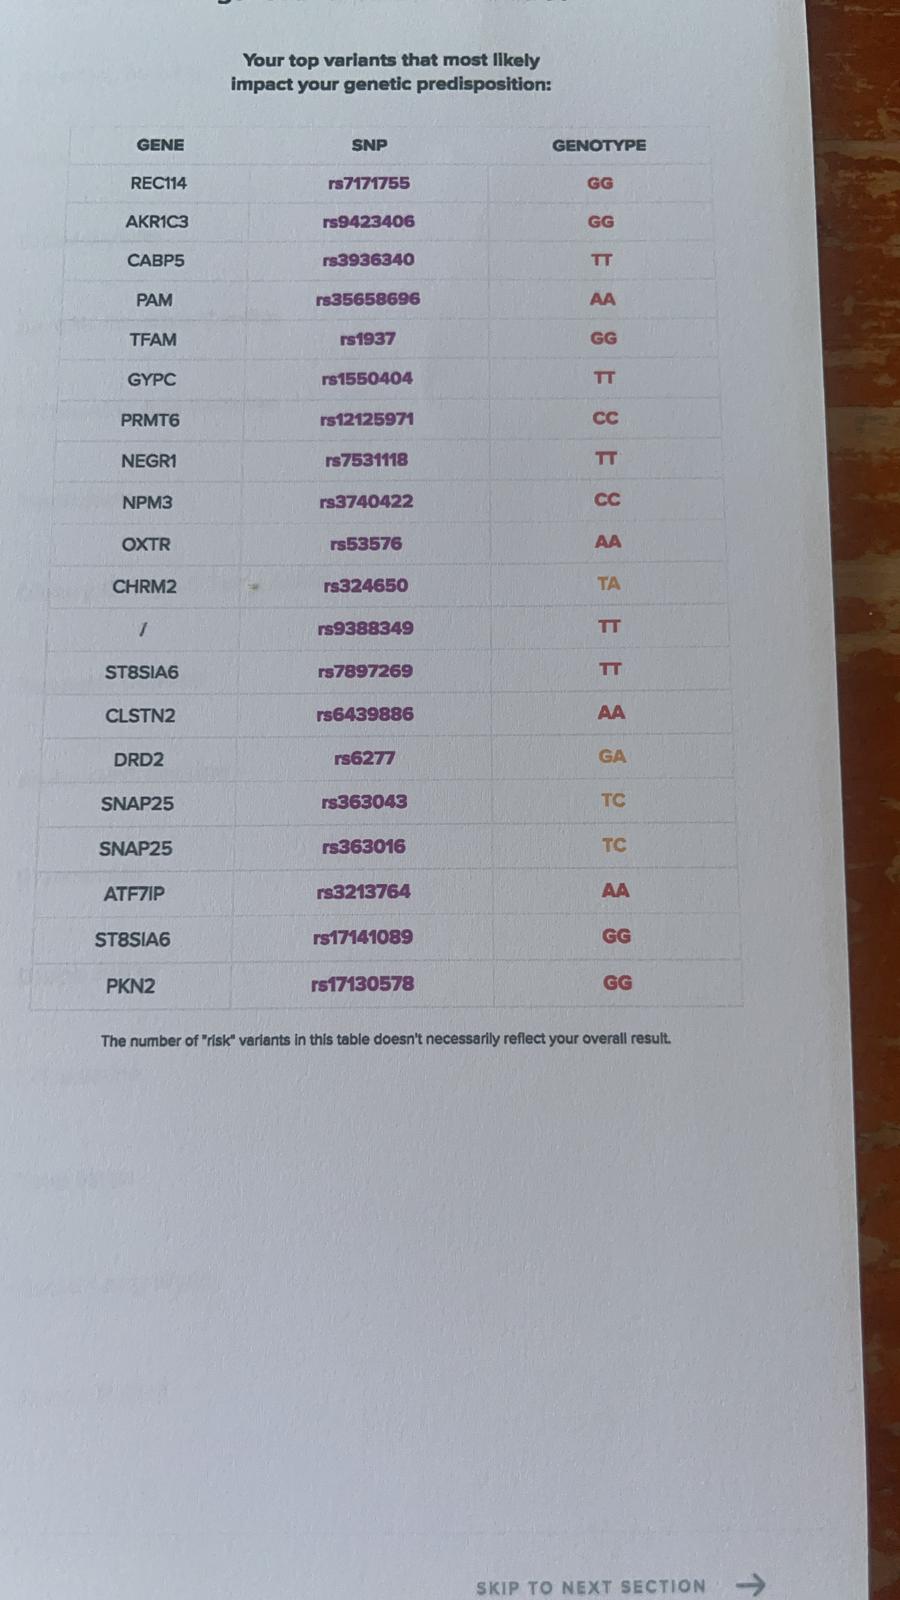 Your top variants that most likely
impact your genetic predisposition:
GENE SNP GENOTYPE
REC114 rs7171755 GG
AKR1C3 rs9423406 GG
CABP5 rs3936340 TT
PAM rs35658696 AA
TFAM rs1937 GG
GYPC rs1550404 TT
PRMT6 rs12125971 CC
NEGR1 rs7531118 TT
NPM3 rs3740422 CC
OXTR rs53576 AA
CHRM2 rs324650 TA
/ rs9388349 TT
ST8SIA6 rs7897269 TT
CLSTN2 rs6439886 AA
DRD2 rs6277 GA
SNAP25 rs363043 TC
SNAP25 rs363016 TC
ATF7IP rs3213764 AA
ST8SIA6 rs17141089 GG
PKN2 rs17130578 GG
The number of "risk" variants in this table doesn't necessarily reflect your overall result.
SKIP TO NEXT SECTION →